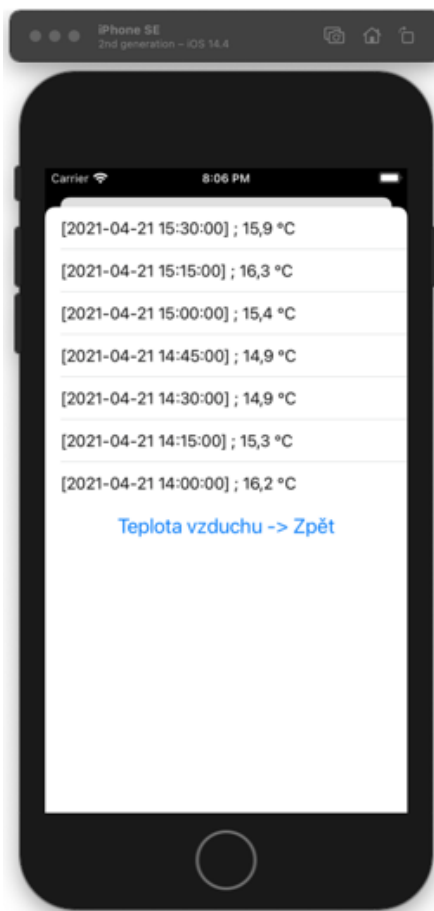 iPhone SE
2nd generation – iOS 14.4
Carrier 8:06 PM
[2021-04-21 15:30:00] ; 15,9 °C
[2021-04-21 15:15:00] ; 16,3 °C
[2021-04-21 15:00:00] ; 15,4 °C
[2021-04-21 14:45:00] ; 14,9 °C
[2021-04-21 14:30:00] ; 14,9 °C
[2021-04-21 14:15:00] ; 15,3 °C
[2021-04-21 14:00:00] ; 16,2 °C
Teplota vzduchu -> Zpět